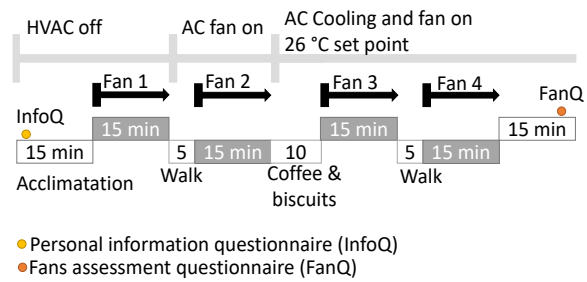 HVAC off
AC fan on
AC Cooling and fan on
26 °C set point
Fan 1
Fan 2
Fan 3
Fan 4
FanQ
InfoQ
15 min
15 min
15 min
15 min 5 15 min 10 5 15 min
Acclimatation
Walk
Coffee &
biscuits
Walk
Personal information questionnaire (InfoQ)
Fans assessment questionnaire (FanQ)